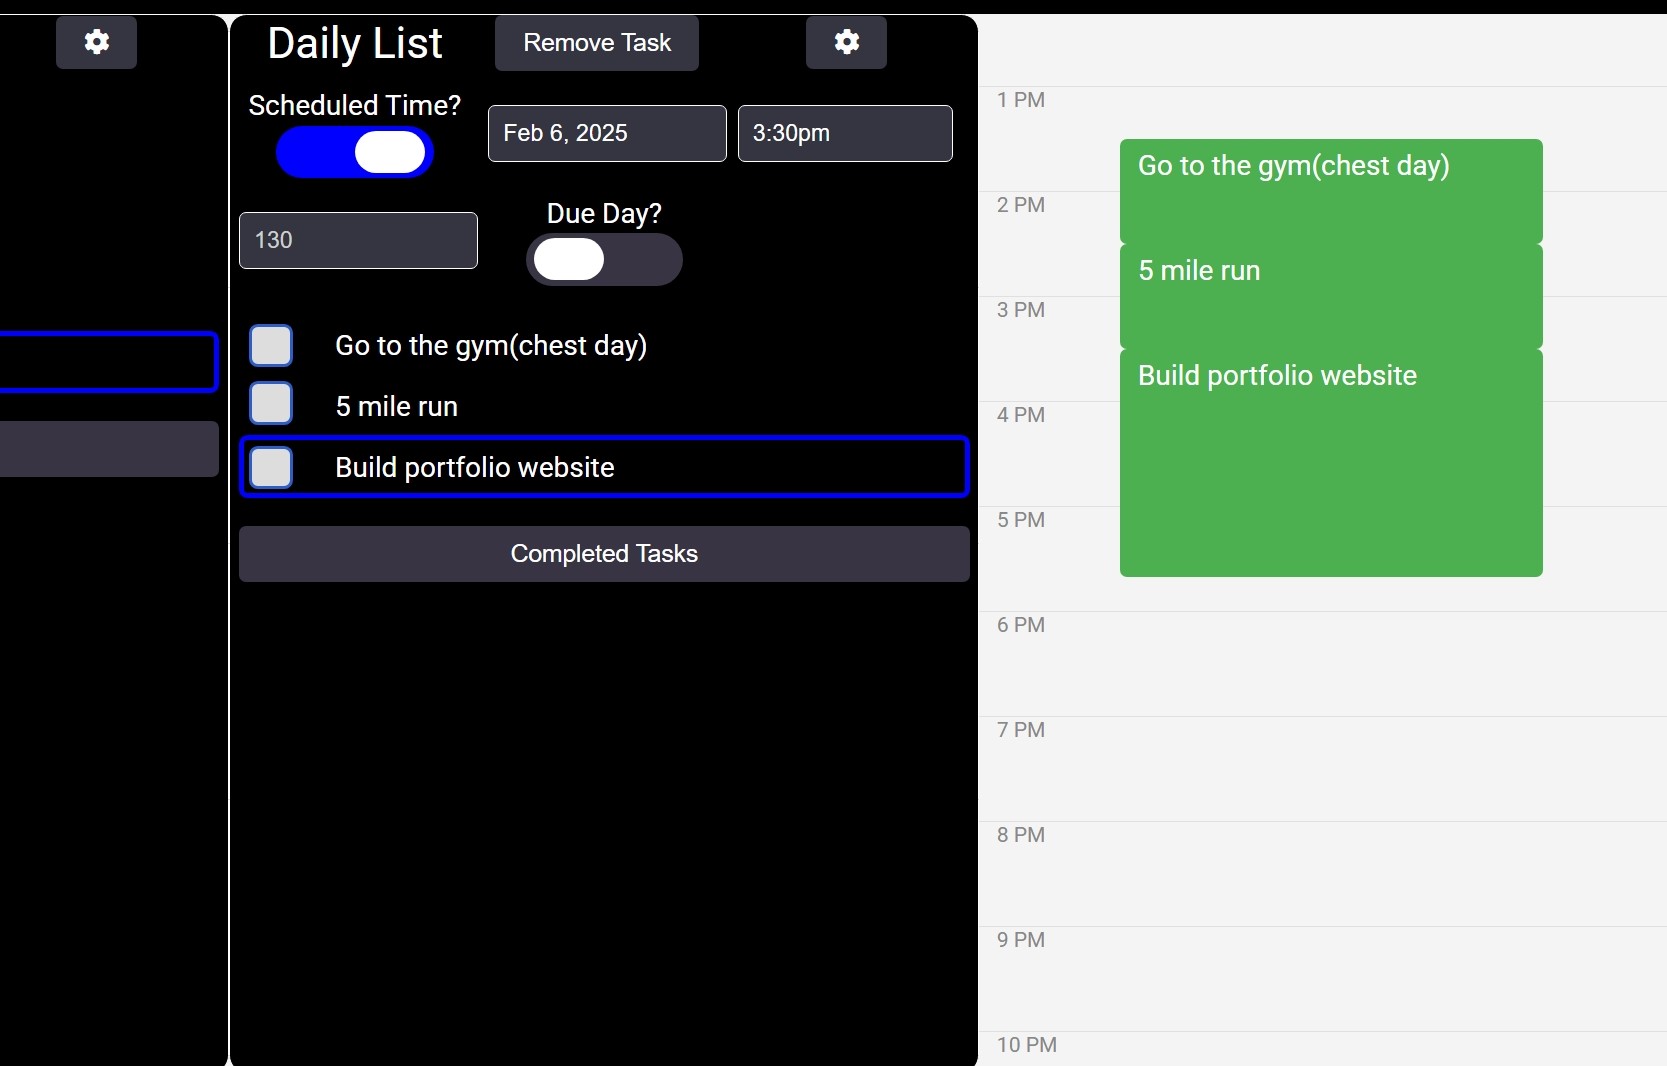 Daily List
Remove Task
Scheduled Time?
Feb 6, 2025
3:30pm
130
Due Day?
Go to the gym(chest day)
5 mile run
Build portfolio website
Completed Tasks
1 PM
Go to the gym(chest day)
2 PM
5 mile run
3 PM
Build portfolio website
4 PM
5 PM
6 PM
7 PM
8 PM
9 PM
10 PM